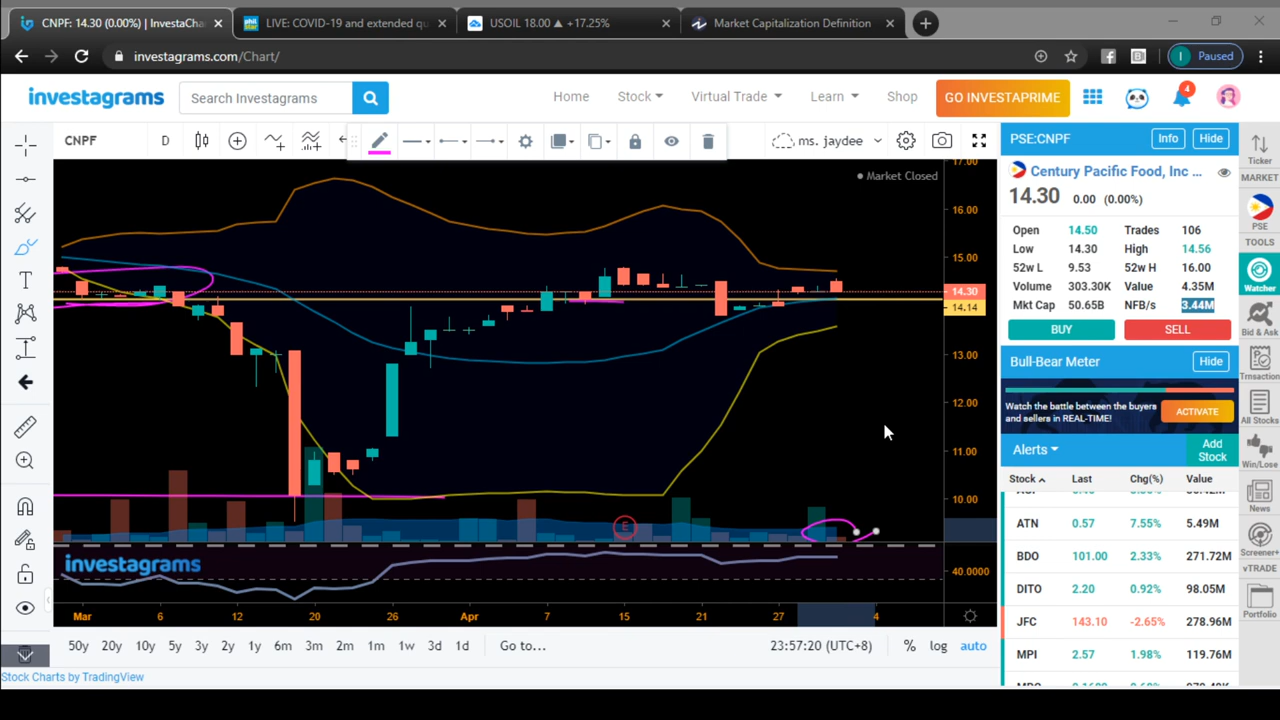 CNPF: 14.30 (0.00%) | InvestaCha
LIVE: COVID-19 and extended qu
USOIL 18.00 ▲ +17.25%
Market Capitalization Definition
investagrams.com/Chart/
Paused
investagrams
Search Investagrams
Home
Stock
Virtual Trade
Learn
Shop
GO INVESTAPRIME
4
CNPF
D
ms. jaydee
Market Closed
17.00
16.00
15.00
14.30
14.14
13.00
12.00
11.00
10.00
40.0000
E
investagrams
Mar
6
12
20
26
Apr
7
15
21
27
4
50y
20y
10y
5y
3y
2y
1y
6m
3m
2m
1m
1w
3d
1d
Go to...
23:57:20 (UTC+8)
%
log
auto
Stock Charts by TradingView
PSE:CNPF
Info
Hide
Century Pacific Food, Inc ...
14.30 0.00 (0.00%)
Open 14.50 Trades 106
Low 14.30 High 14.56
52w L 9.53 52w H 16.00
Volume 303.30K Value 4.35M
Mkt Cap 50.65B NFB/s 3.44M
BUY
SELL
Bull-Bear Meter
Hide
Watch the battle between the buyers
and sellers in REAL-TIME!
ACTIVATE
Alerts
Add
Stock
Stock Last Chg(%) Value
ATN 0.57 7.55% 5.49M
BDO 101.00 2.33% 271.72M
DITO 2.20 0.92% 98.05M
JFC 143.10 -2.65% 278.96M
MPI 2.57 1.98% 119.76M
Ticker
MARKET
PSE
TOOLS
Watcher
Bid & Ask
Trnsaction
All Stocks
Win/Lose
News
Screener+
vTRADE
Portfolio